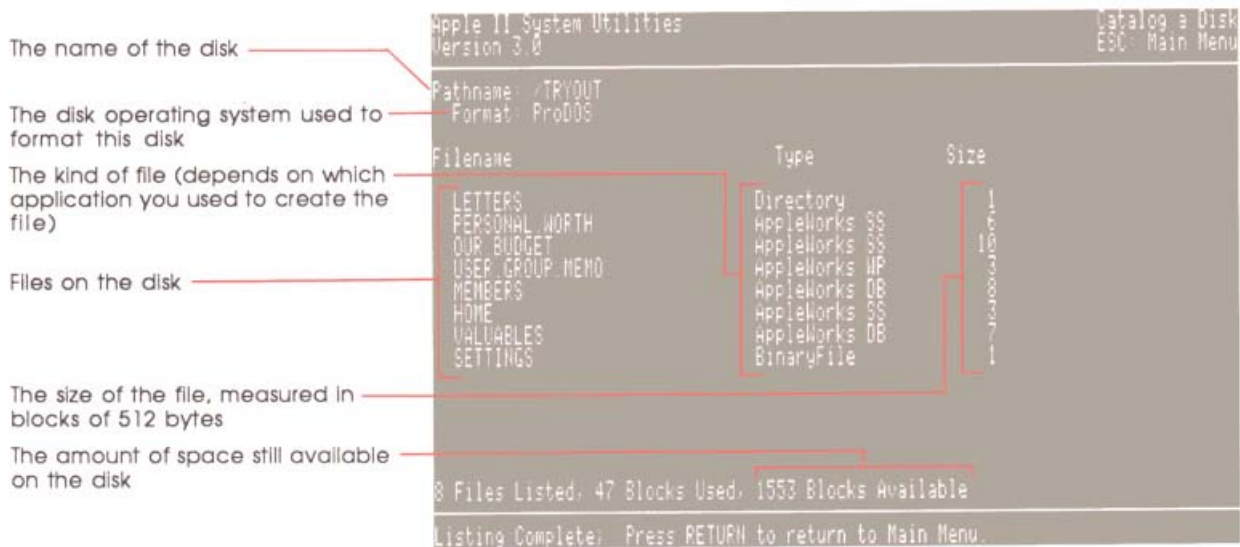 The name of the disk
The disk operating system used to
format this disk
The kind of file (depends on which
application you used to create the
file)
Files on the disk
The size of the file, measured in
blocks of 512 bytes
The amount of space still available
on the disk
Apple II System Utilities
Version 3.0
Catalog a Disk
ESC: Main Menu
Pathname: /TRYOUT
Format: ProDOS
Filename Type Size
LETTERS Directory 1
PERSONAL.WORTH AppleWorks SS 6
OUR.BUDGET AppleWorks SS 10
USER.GROUP.MEMO AppleWorks WP 3
MEMBERS AppleWorks DB 8
HOME AppleWorks SS 3
VALUABLES AppleWorks DB 7
SETTINGS BinaryFile 1
8 Files Listed, 47 Blocks Used, 1553 Blocks Available
Listing Complete; Press RETURN to return to Main Menu.